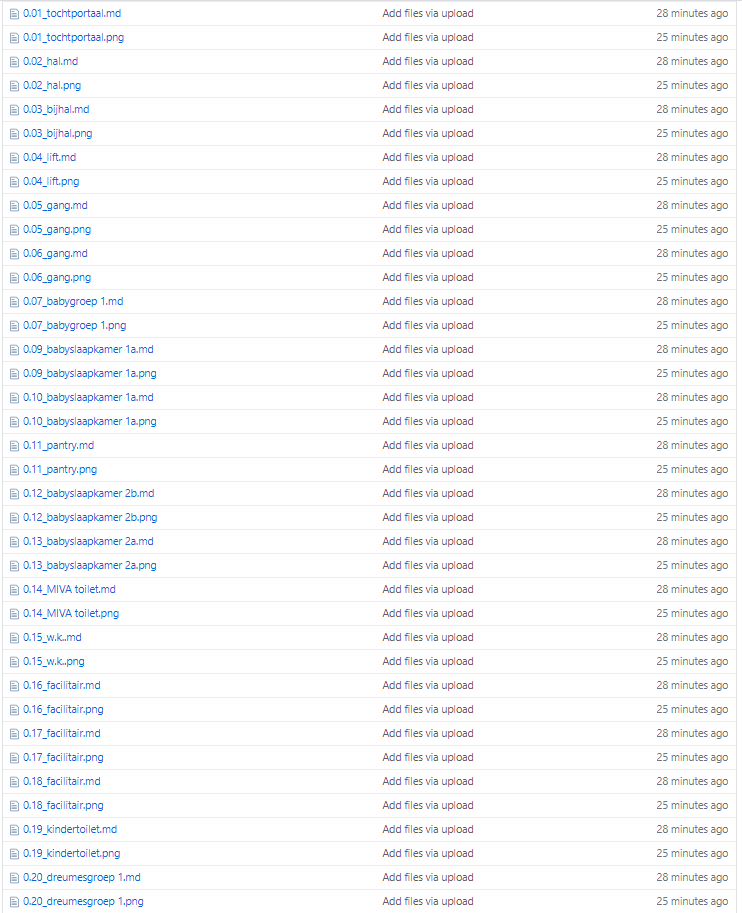 0.01_tochtportaal.md Add files via upload 28 minutes ago
0.01_tochtportaal.png Add files via upload 25 minutes ago
0.02_hal.md Add files via upload 28 minutes ago
0.02_hal.png Add files via upload 25 minutes ago
0.03_bijhal.md Add files via upload 28 minutes ago
0.03_bijhal.png Add files via upload 25 minutes ago
0.04_lift.md Add files via upload 28 minutes ago
0.04_lift.png Add files via upload 25 minutes ago
0.05_gang.md Add files via upload 28 minutes ago
0.05_gang.png Add files via upload 25 minutes ago
0.06_gang.md Add files via upload 28 minutes ago
0.06_gang.png Add files via upload 25 minutes ago
0.07_babygroep 1.md Add files via upload 28 minutes ago
0.07_babygroep 1.png Add files via upload 25 minutes ago
0.09_babyslaapkamer 1a.md Add files via upload 28 minutes ago
0.09_babyslaapkamer 1a.png Add files via upload 25 minutes ago
0.10_babyslaapkamer 1a.md Add files via upload 28 minutes ago
0.10_babyslaapkamer 1a.png Add files via upload 25 minutes ago
0.11_pantry.md Add files via upload 28 minutes ago
0.11_pantry.png Add files via upload 25 minutes ago
0.12_babyslaapkamer 2b.md Add files via upload 28 minutes ago
0.12_babyslaapkamer 2b.png Add files via upload 25 minutes ago
0.13_babyslaapkamer 2a.md Add files via upload 28 minutes ago
0.13_babyslaapkamer 2a.png Add files via upload 25 minutes ago
0.14_MIVA toilet.md Add files via upload 28 minutes ago
0.14_MIVA toilet.png Add files via upload 25 minutes ago
0.15_w.k..md Add files via upload 28 minutes ago
0.15_w.k..png Add files via upload 25 minutes ago
0.16_facilitair.md Add files via upload 28 minutes ago
0.16_facilitair.png Add files via upload 25 minutes ago
0.17_facilitair.md Add files via upload 28 minutes ago
0.17_facilitair.png Add files via upload 25 minutes ago
0.18_facilitair.md Add files via upload 28 minutes ago
0.18_facilitair.png Add files via upload 25 minutes ago
0.19_kindertoilet.md Add files via upload 28 minutes ago
0.19_kindertoilet.png Add files via upload 25 minutes ago
0.20_dreumesgroep 1.md Add files via upload 28 minutes ago
0.20_dreumesgroep 1.png Add files via upload 25 minutes ago